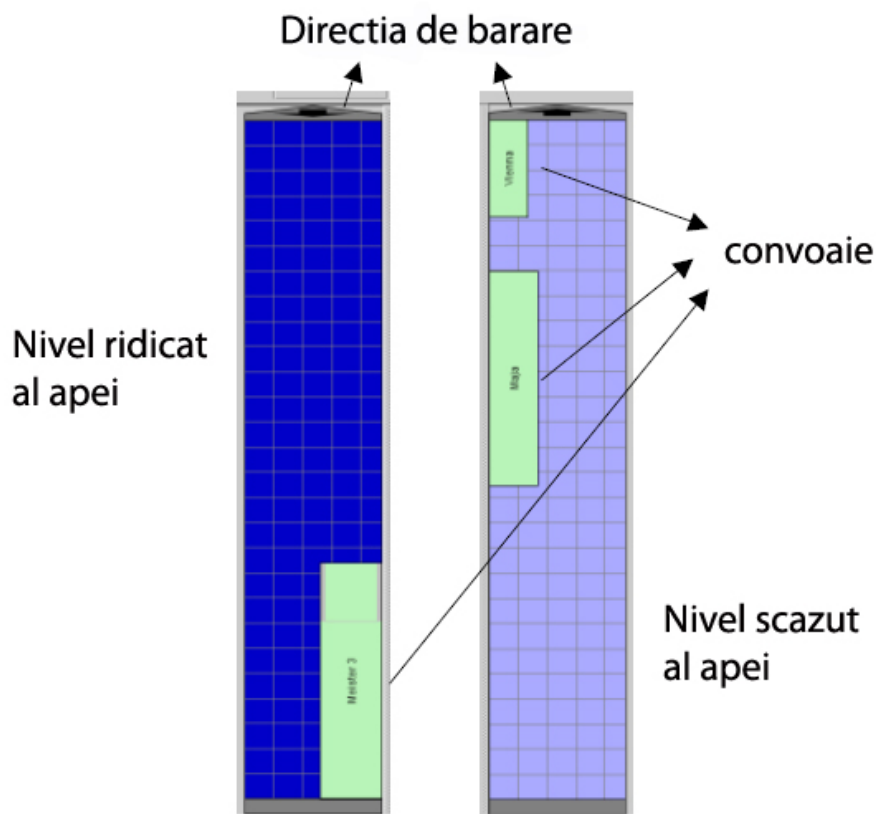 Directia de barare
Vienna
convoaie
Nivel ridicat
al apei
Maja
Nivel scazut
al apei
Meister 3